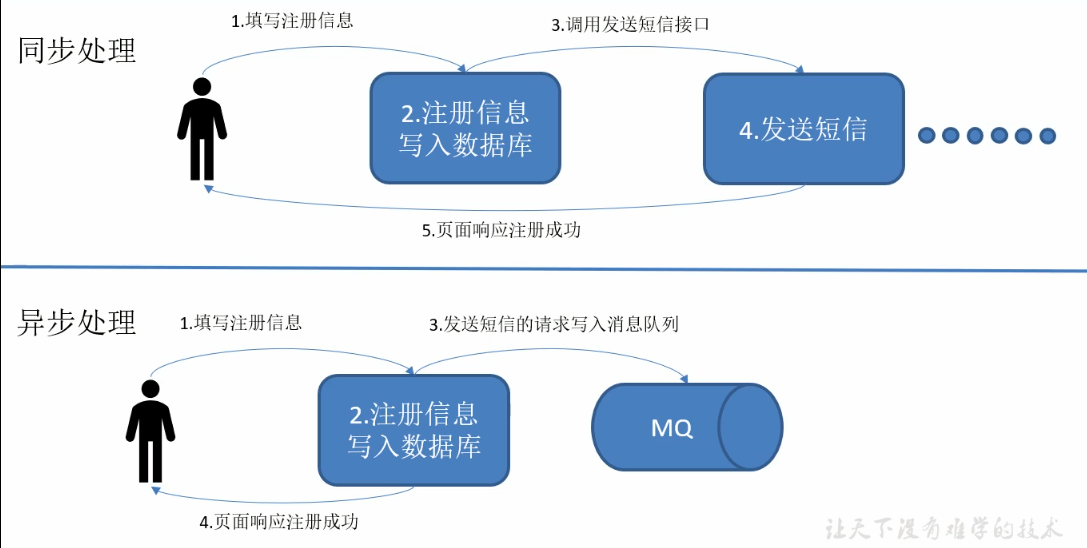 同步处理
1.填写注册信息
3.调用发送短信接口
2.注册信息
写入数据库
4.发送短信
5.页面响应注册成功
异步处理
1.填写注册信息
3.发送短信的请求写入消息队列
2.注册信息
写入数据库
MQ
4.页面响应注册成功
让天下没有难学的技术